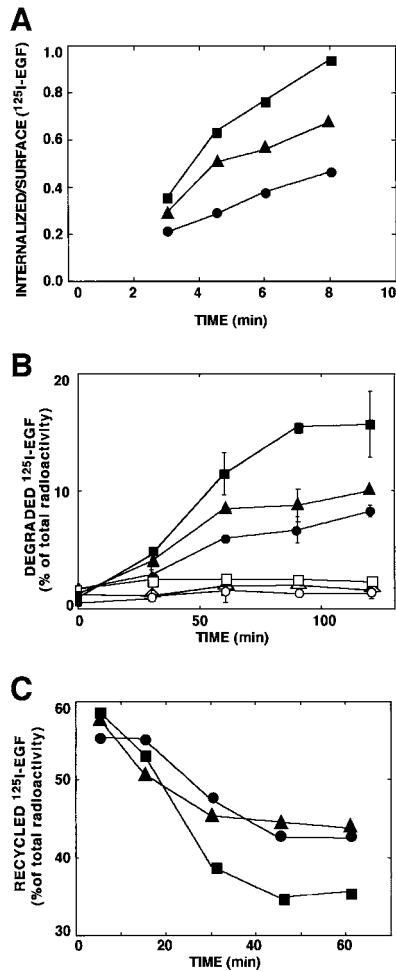 A
INTERNALIZED/SURFACE (125I-EGF)
1.0
0.8
0.6
0.4
0.2
0.0
0 2 4 6 8 10
TIME (min)
B
DEGRADED 125I-EGF
(% of total radioactivity)
20
10
0
0 50 100
TIME (min)
C
RECYCLED 125I-EGF
(%of total radioactivity)
60
50
40
30
0 20 40 60
TIME (min)